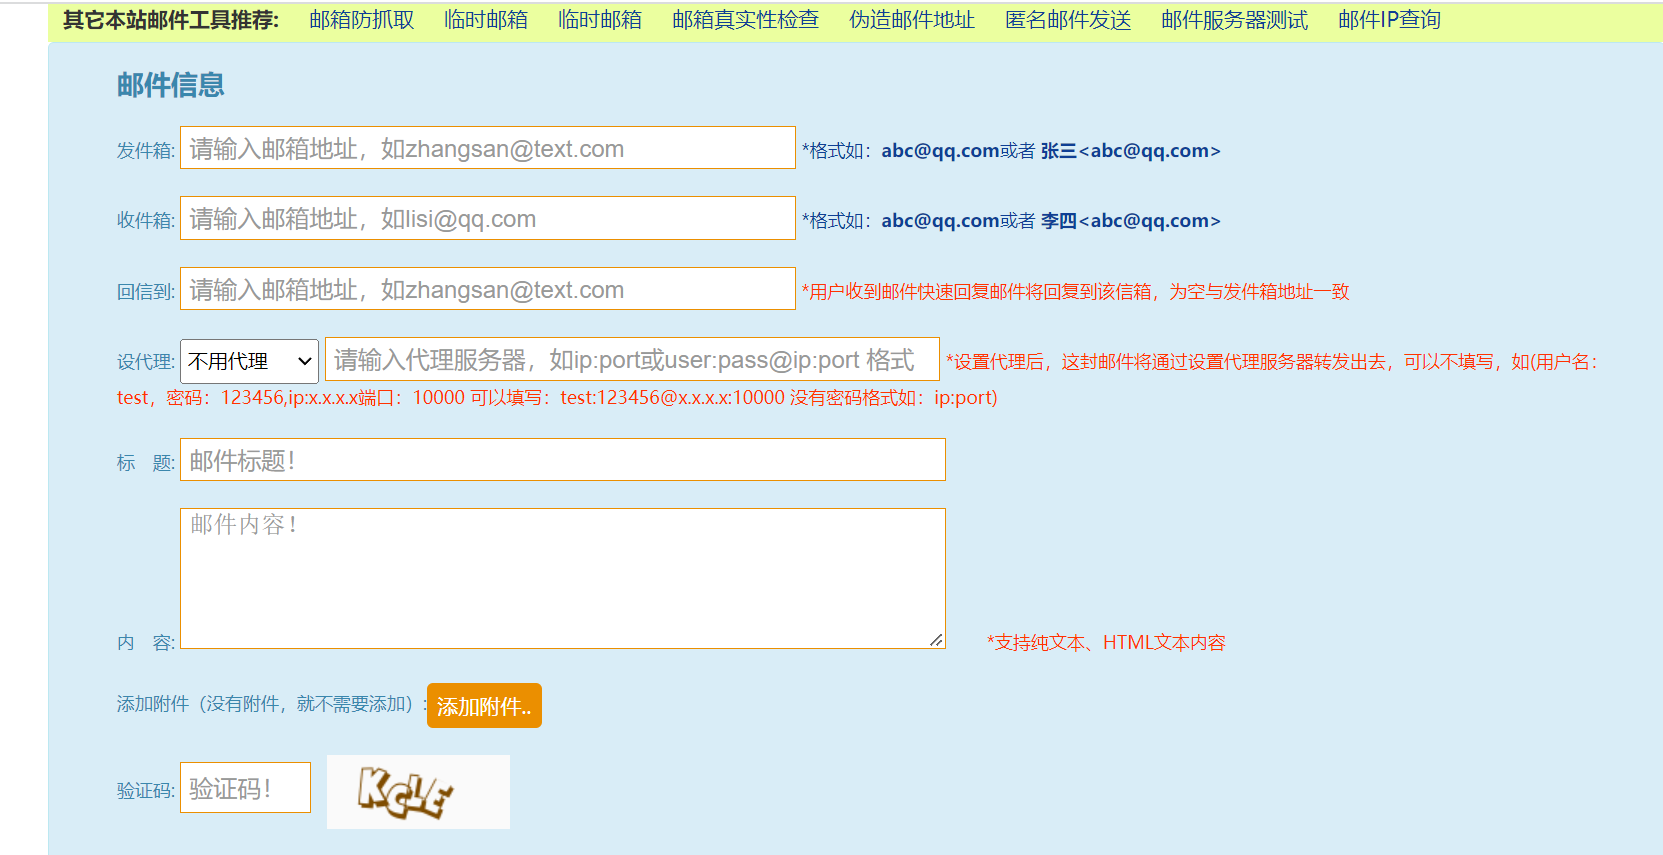 其它本站邮件工具推荐: 邮箱防抓取 临时邮箱 临时邮箱 邮箱真实性检查 伪造邮件地址 匿名邮件发送 邮件服务器测试 邮件IP查询
邮件信息
发件箱: 请输入邮箱地址，如zhangsan@text.com *格式如：abc@qq.com或者 张三<abc@qq.com>
收件箱: 请输入邮箱地址，如lisi@qq.com *格式如：abc@qq.com或者 李四<abc@qq.com>
回信到: 请输入邮箱地址，如zhangsan@text.com *用户收到邮件快速回复邮件将回复到该信箱，为空与发件箱地址一致
设代理: 不用代理 请输入代理服务器，如ip:port或user:pass@ip:port 格式 *设置代理后，这封邮件将通过设置代理服务器转发出去，可以不填写，如(用户名：
test，密码：123456,ip:x.x.x.x端口：10000 可以填写：test:123456@x.x.x.x:10000 没有密码格式如：ip:port)
标 题: 邮件标题！
邮件内容！
内 容: *支持纯文本、HTML文本内容
添加附件（没有附件，就不需要添加）: 添加附件..
验证码: 验证码！ KCLE